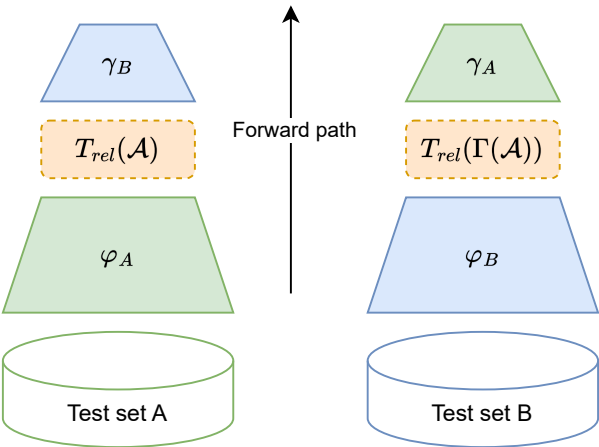 γ_B
γ_A
Forward path
T_rel(𝒜)
T_rel(Γ(𝒜))
φ_A
φ_B
Test set A
Test set B